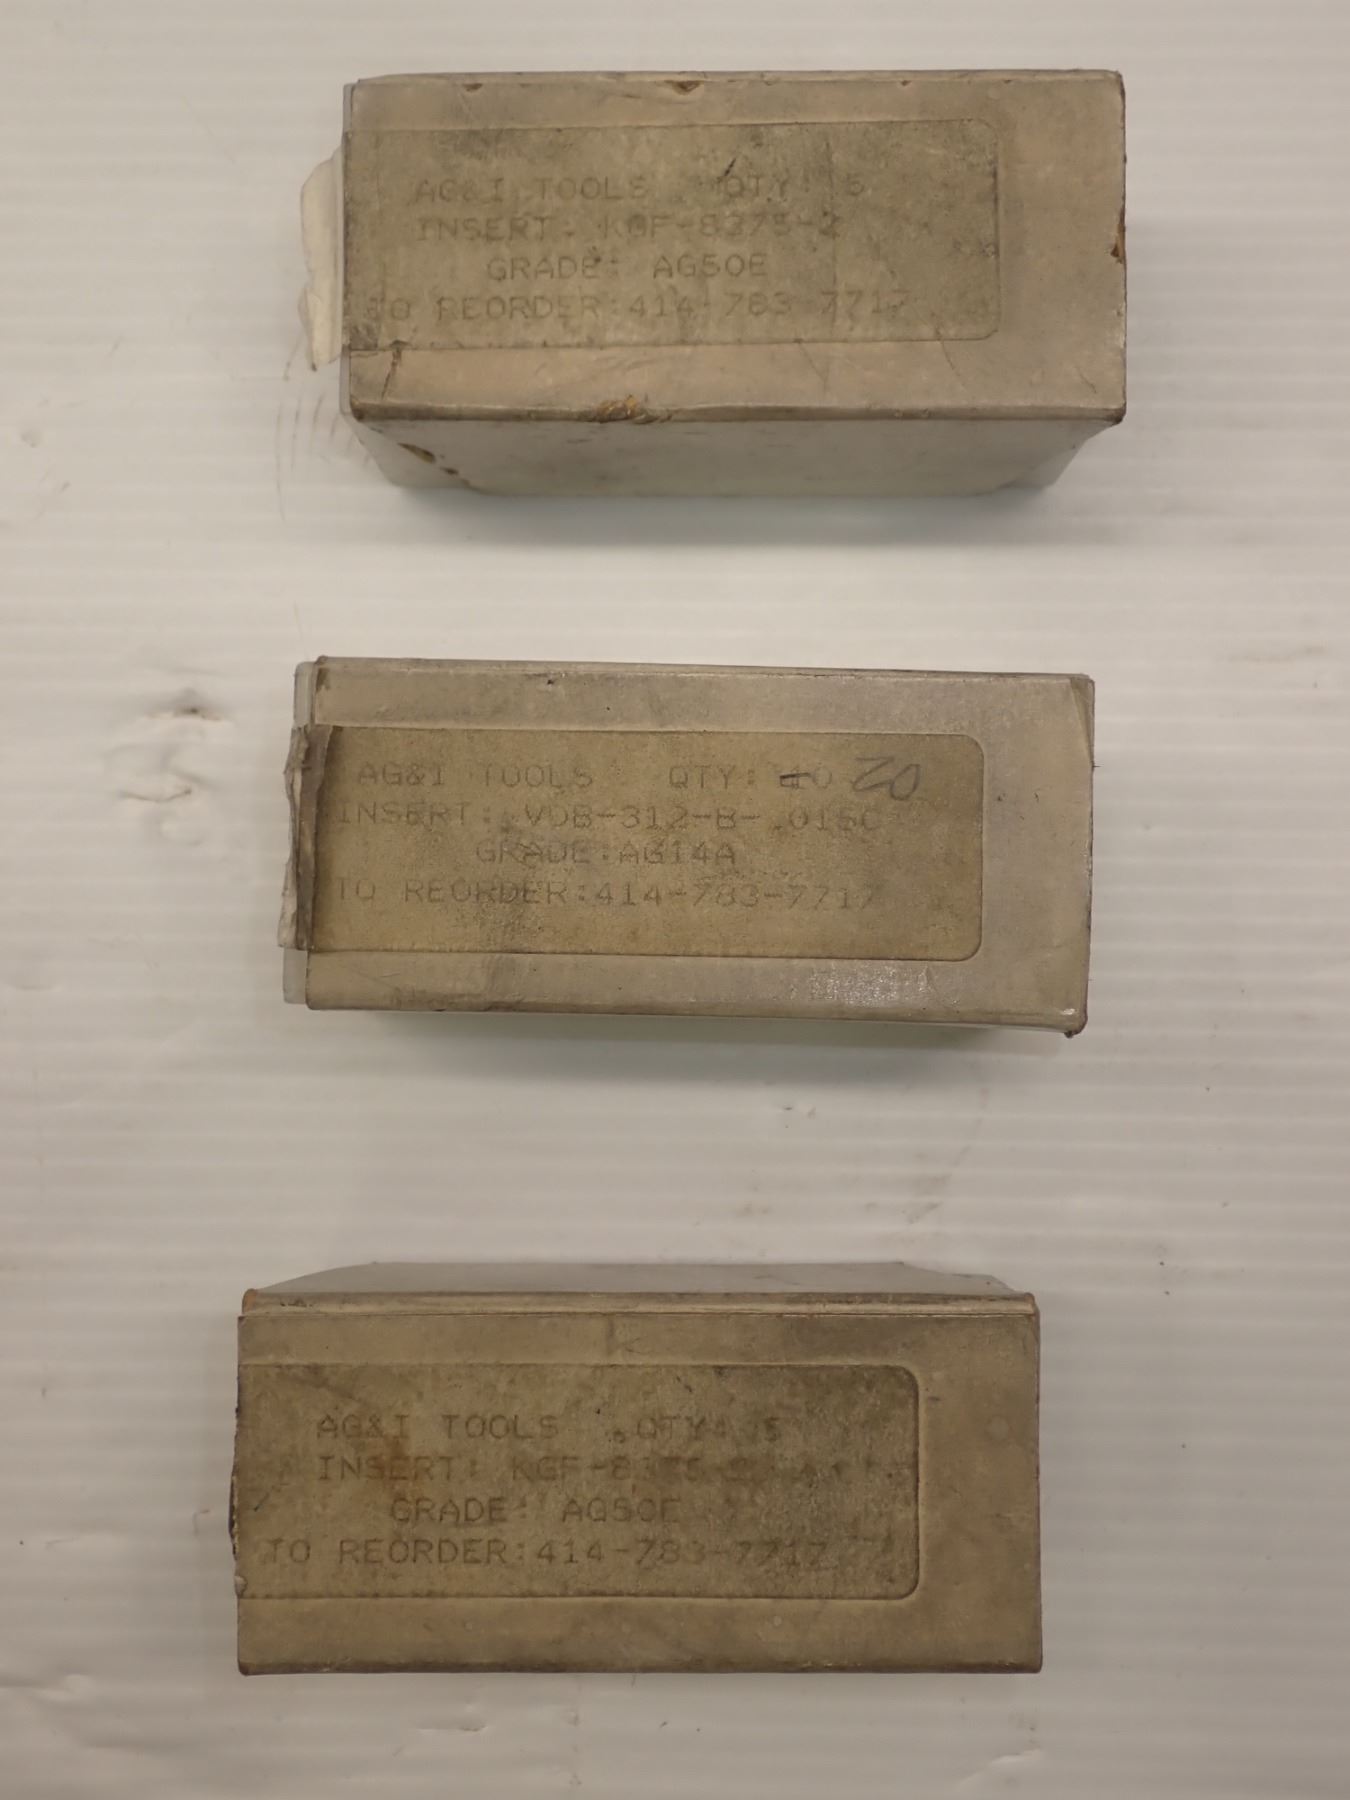 AG&I TOOLS QTY: 5
INSERT: KGF-8375-2
GRADE: AG50E
TO REORDER:414-783-7717
AG&I TOOLS QTY: 40 20
INSERT: VDB-312-B-.015C
GRADE:AG14A
TO REORDER:414-783-7717
AG&I TOOLS QTY: 5
INSERT:
GRADE: AG50E
TO REORDER:414-783-7717